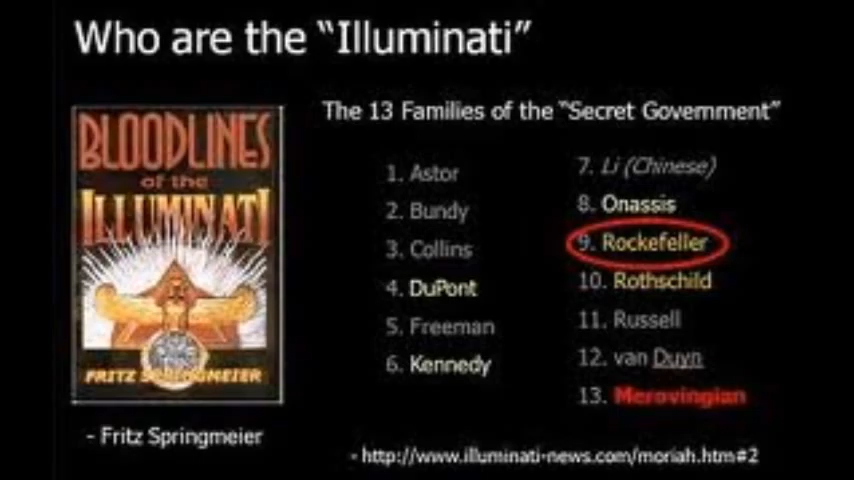 Who are the “Illuminati”
BLOODLINES
of the
ILLUMINATI
FRITZ SPRINGMEIER
- Fritz Springmeier
The 13 Families of the “Secret Government”
1. Astor
2. Bundy
3. Collins
4. DuPont
5. Freeman
6. Kennedy
7. Li (Chinese)
8. Onassis
9. Rockefeller
10. Rothschild
11. Russell
12. van Duyn
13. Merovingian
- http://www.illuminati-news.com/moriah.htm#2